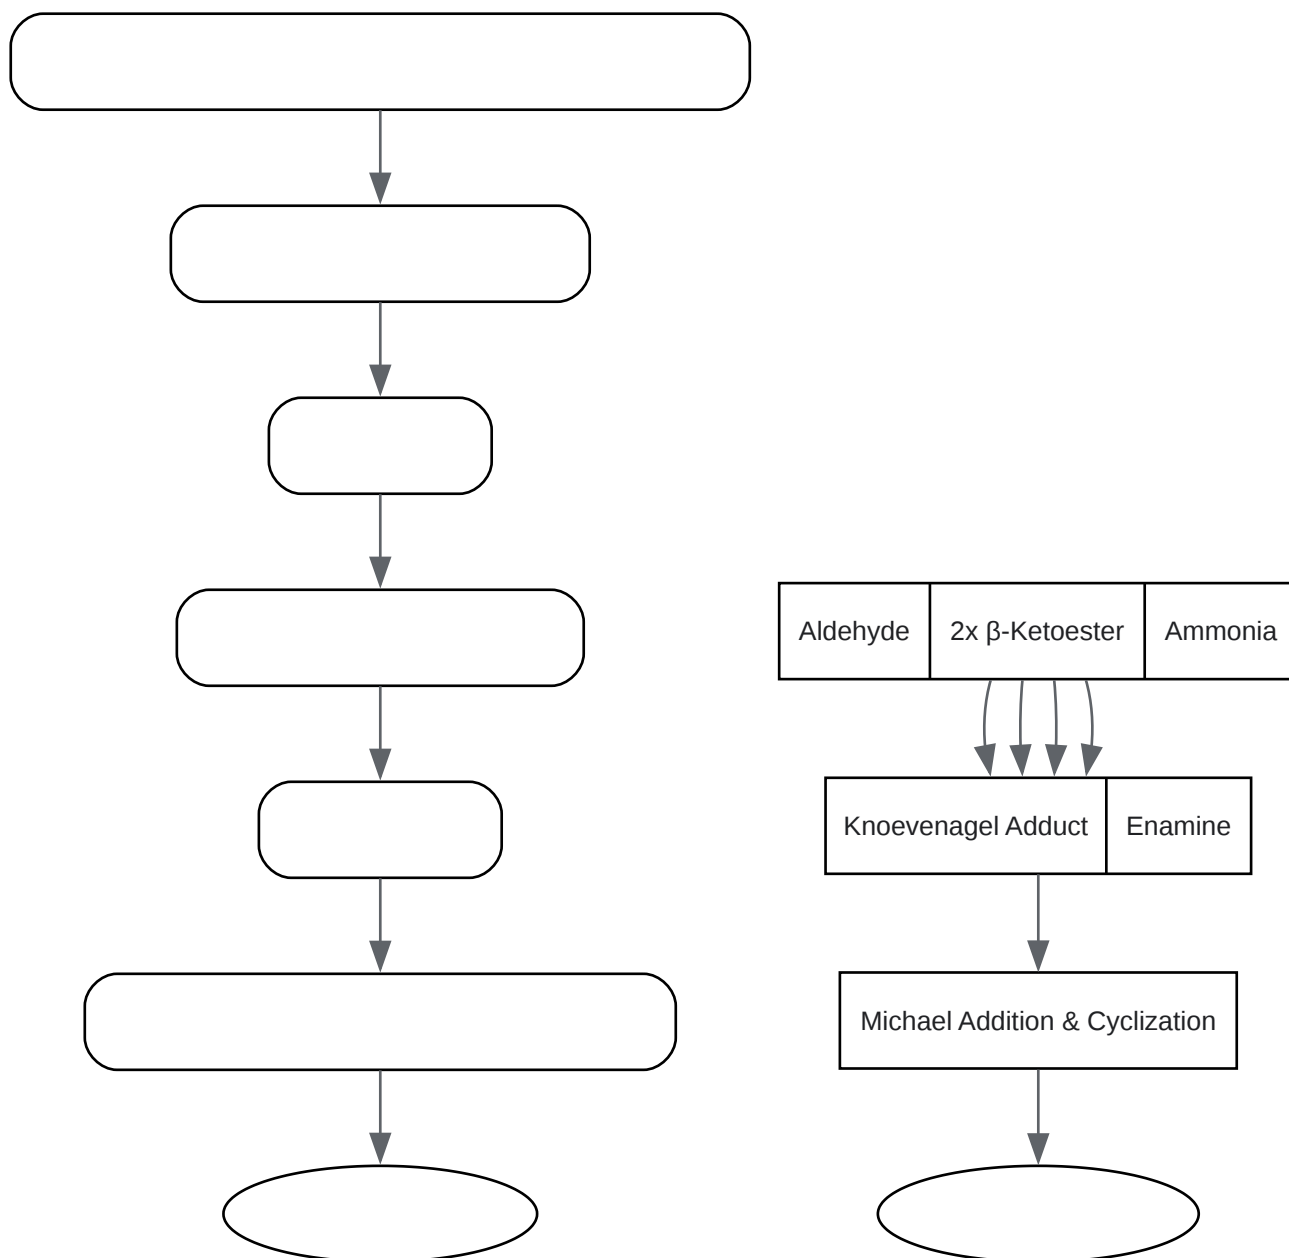 Aldehyde
2x β-Ketoester
Ammonia
Knoevenagel Adduct
Enamine
Michael Addition & Cyclization